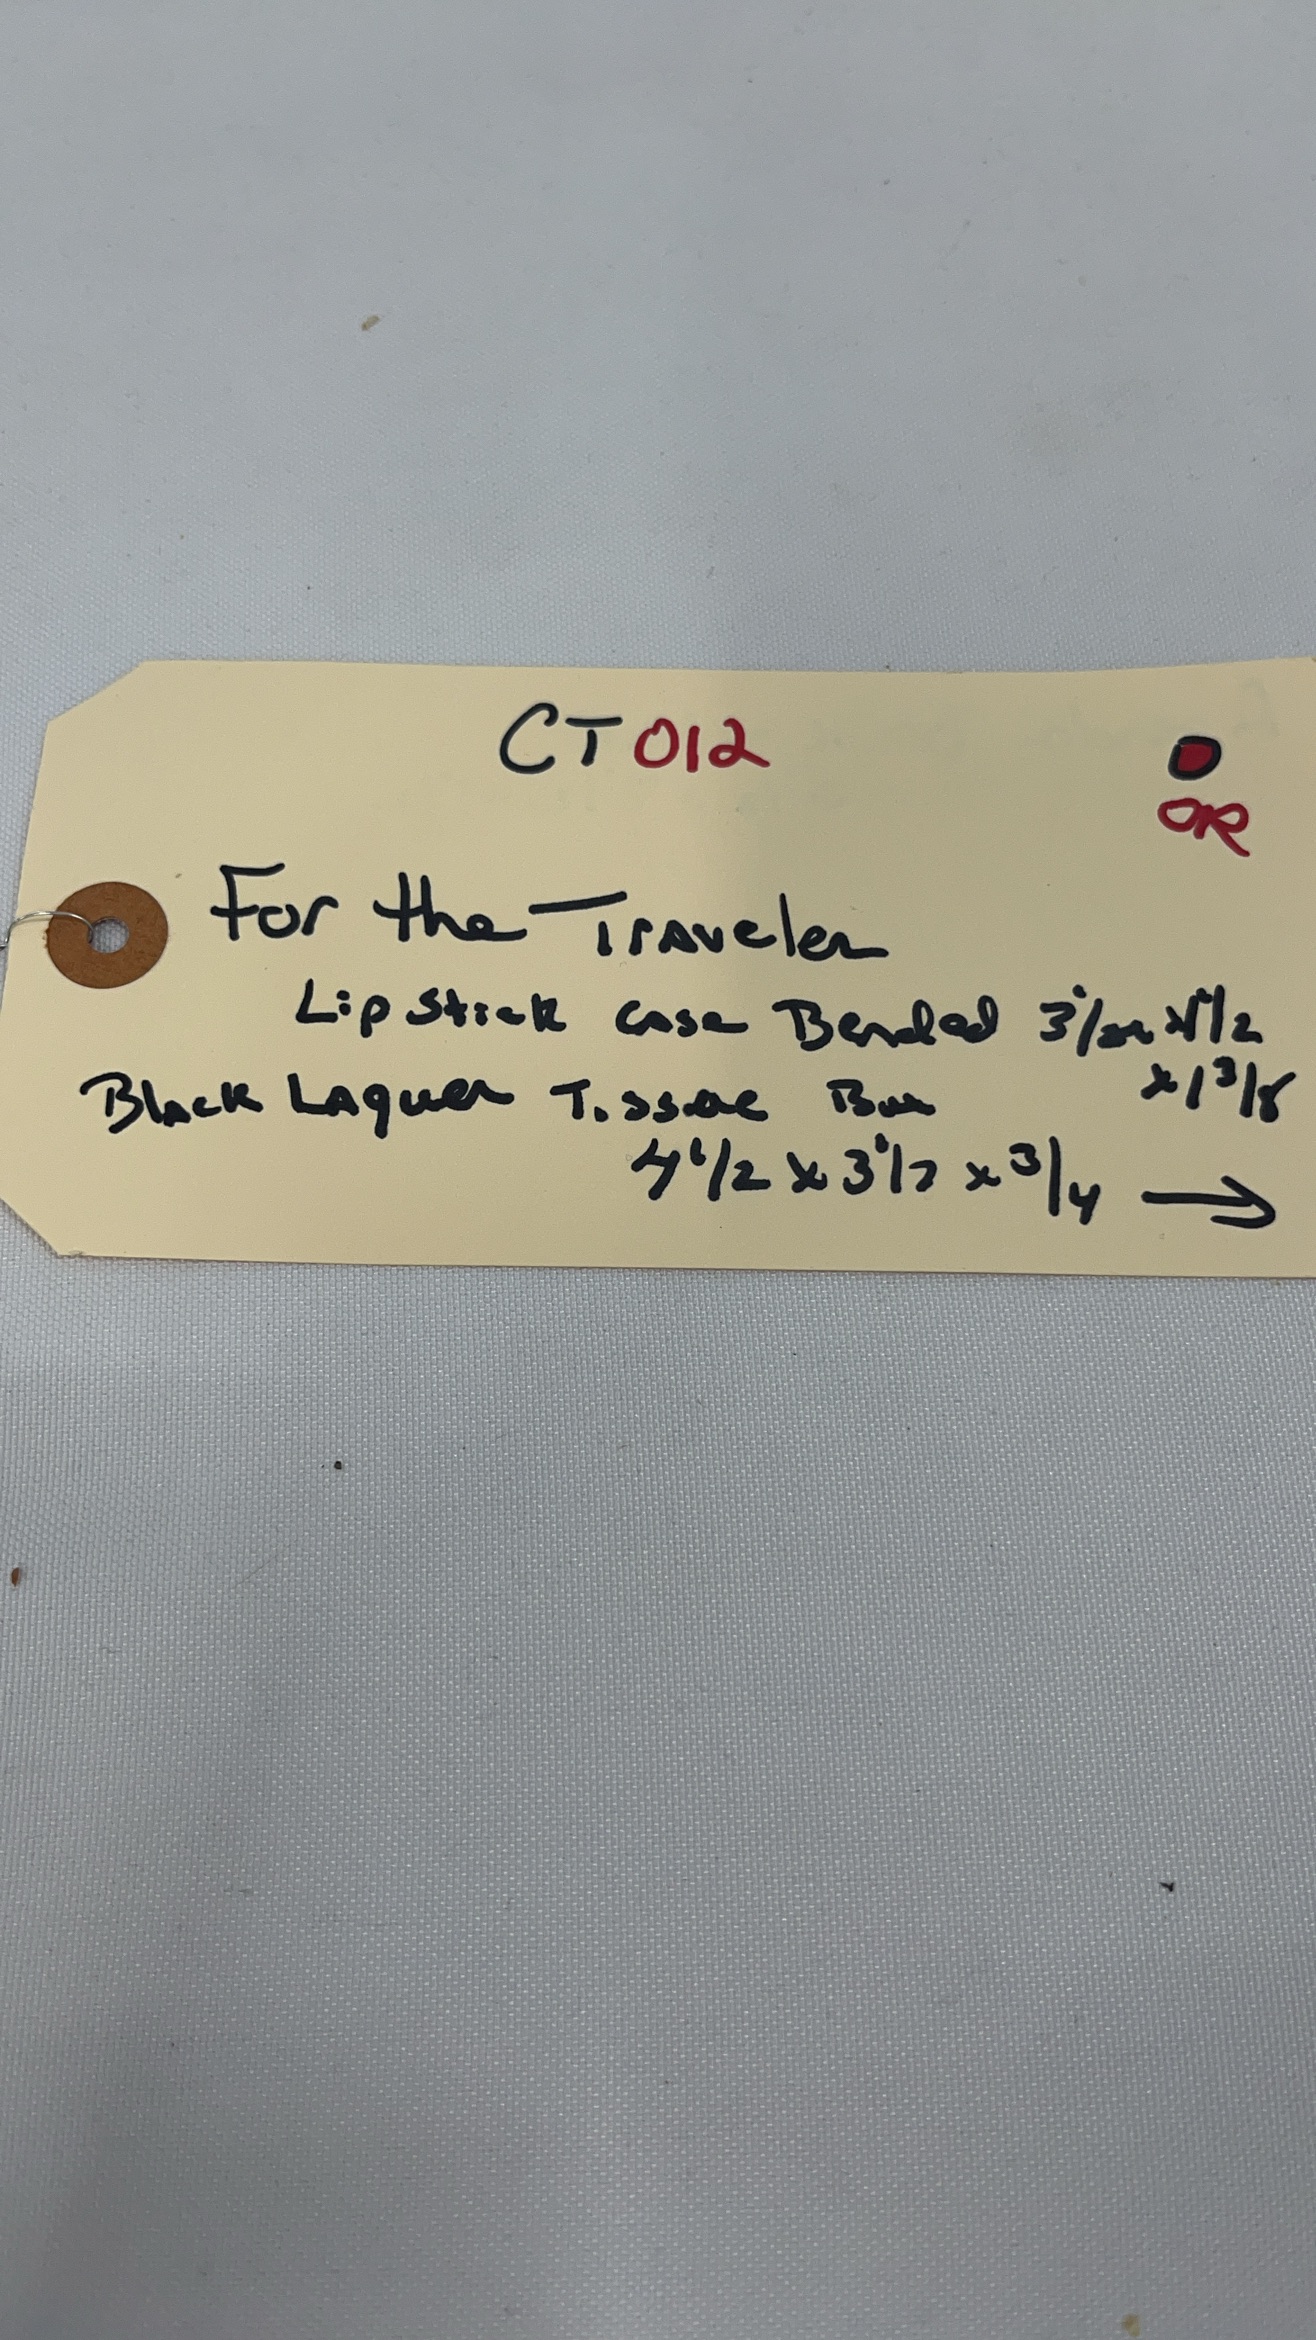 CT012
OR
For the Traveler
Lipstick Case Beaded 3 1/2 x 1 1/2
x 1 3/8
Black Laquer Tissue Box
4 1/2 x 3 1/2 x 3/4 →